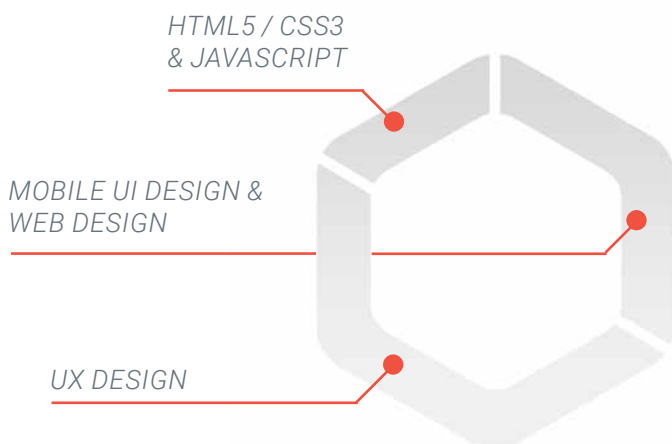 HTML5 / CSS3
& JAVASCRIPT
MOBILE UI DESIGN &
WEB DESIGN
UX DESIGN